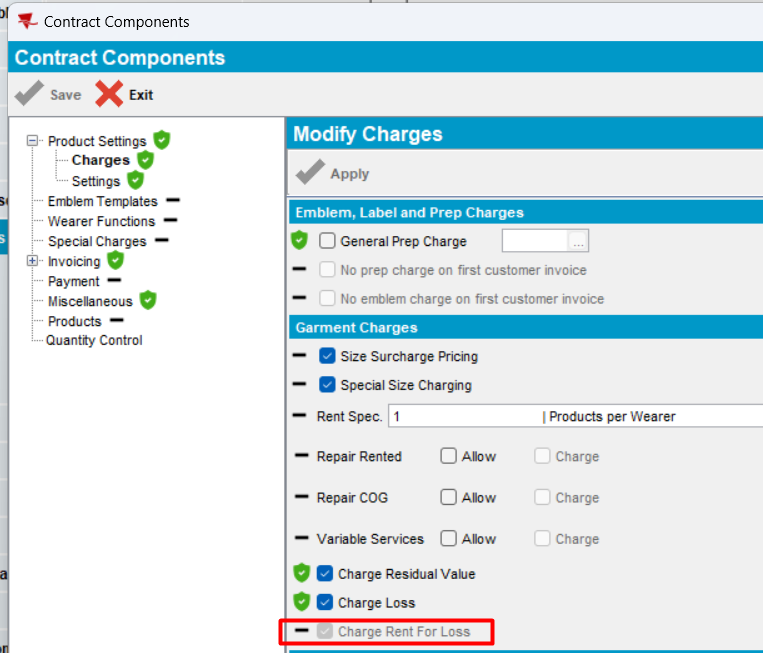 Contract Components
Contract Components
Save Exit
Product Settings
Charges
Settings
Emblem Templates
Wearer Functions
Special Charges
Invoicing
Payment
Miscellaneous
Products
Quantity Control
Modify Charges
Apply
Emblem, Label and Prep Charges
General Prep Charge ...
No prep charge on first customer invoice
No emblem charge on first customer invoice
Garment Charges
Size Surcharge Pricing
Special Size Charging
Rent Spec. 1 | Products per Wearer
Repair Rented Allow Charge
Repair COG Allow Charge
Variable Services Allow Charge
Charge Residual Value
Charge Loss
Charge Rent For Loss